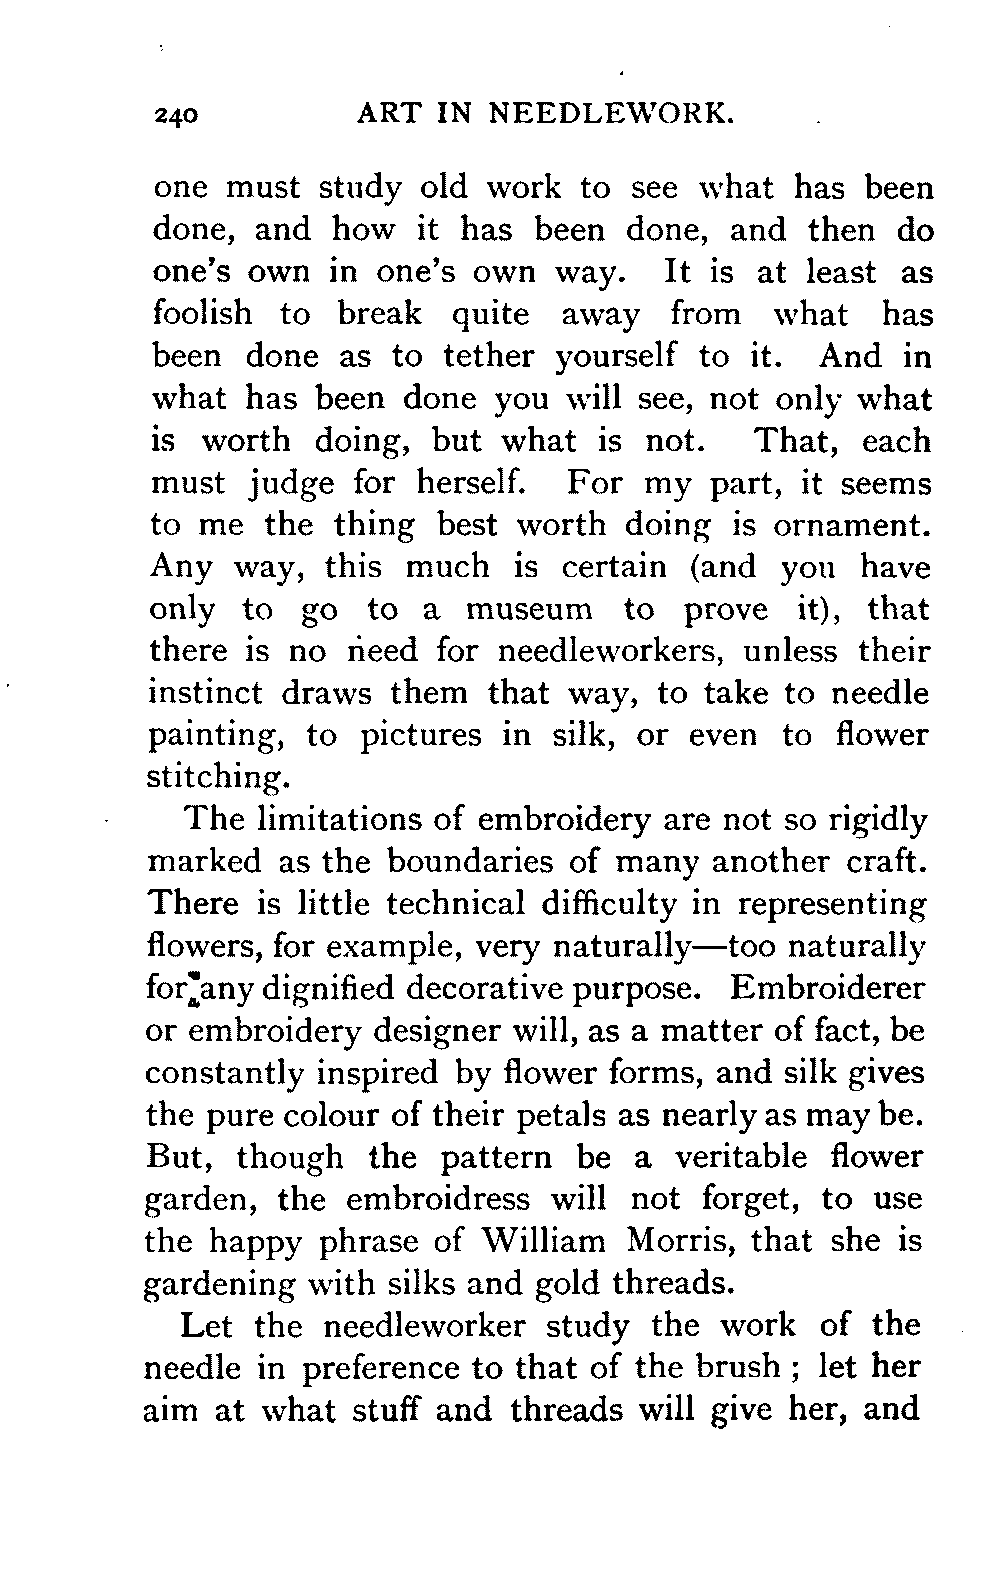 240 ART IN NEEDLEWORK.
one must study old work to see what has been
done, and how it has been done, and then do
one's own in one's own way. It is at least as
foolish to break quite away from what has
been done as to tether yourself to it. And in
what has been done you will see, not only what
is worth doing, but what is not. That, each
must judge for herself. For my part, it seems
to me the thing best worth doing is ornament.
Any way, this much is certain (and you have
only to go to a museum to prove it), that
there is no need for needleworkers, unless their
instinct draws them that way, to take to needle
painting, to pictures in silk, or even to flower
stitching.
The limitations of embroidery are not so rigidly
marked as the boundaries of many another craft.
There is little technical difficulty in representing
flowers, for example, very naturally—too naturally
for any dignified decorative purpose. Embroiderer
or embroidery designer will, as a matter of fact, be
constantly inspired by flower forms, and silk gives
the pure colour of their petals as nearly as may be.
But, though the pattern be a veritable flower
garden, the embroidress will not forget, to use
the happy phrase of William Morris, that she is
gardening with silks and gold threads.
Let the needleworker study the work of the
needle in preference to that of the brush ; let her
aim at what stuff and threads will give her, and